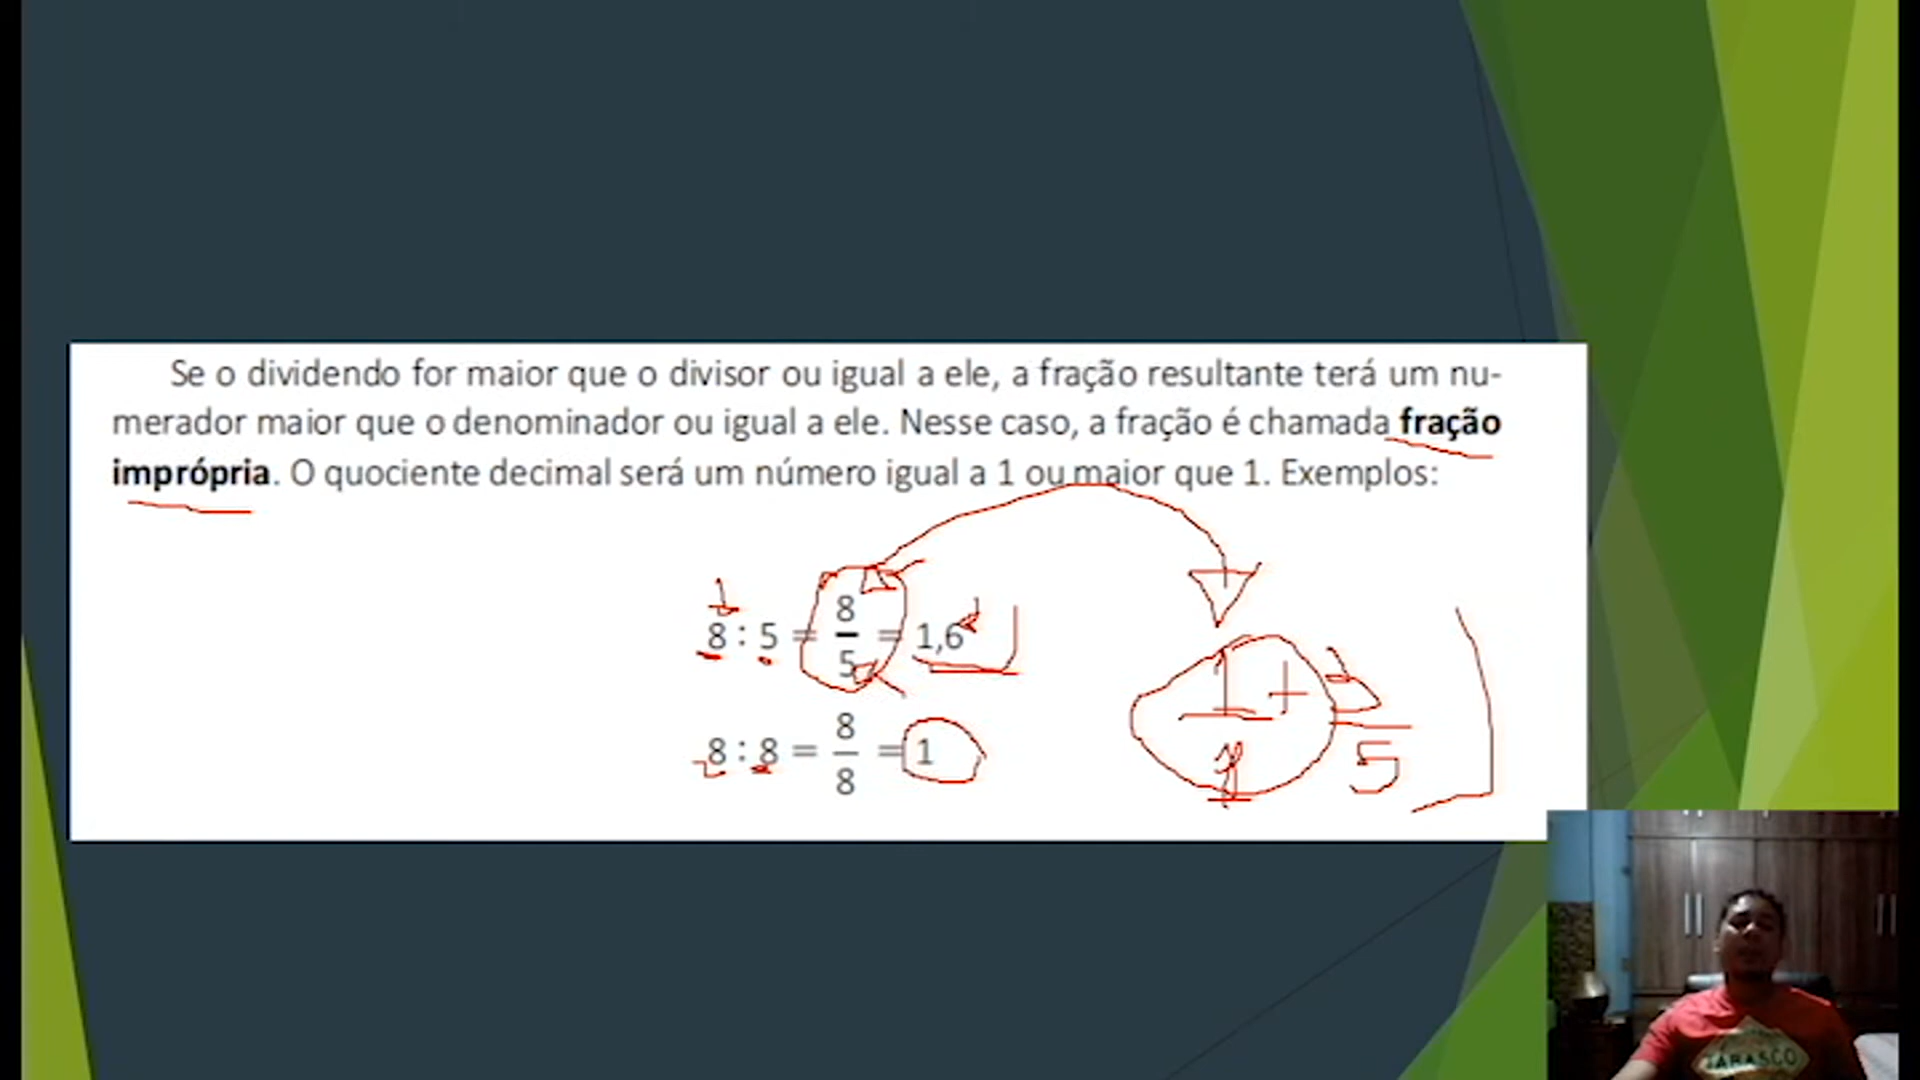 Se o dividendo for maior que o divisor ou igual a ele, a fração resultante terá um nu-
merador maior que o denominador ou igual a ele. Nesse caso, a fração é chamada fração
imprópria. O quociente decimal será um número igual a 1 ou maior que 1. Exemplos:
8 : 5 = 8/5 = 1,6
8 : 8 = 8/8 = 1
1 +
5
TABASCO